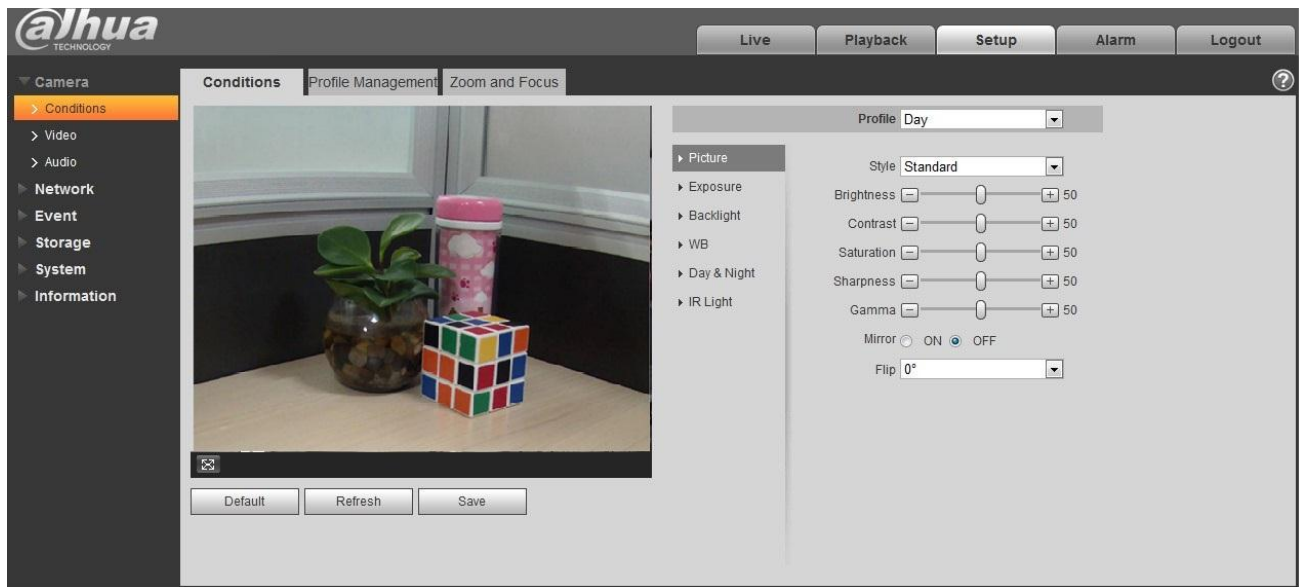 alhua
TECHNOLOGY
Live
Playback
Setup
Alarm
Logout
Camera
Conditions
Video
Audio
Network
Event
Storage
System
Information
Conditions
Profile Management
Zoom and Focus
?
Profile Day
Picture
Exposure
Backlight
WB
Day & Night
IR Light
Style Standard
Brightness - + 50
Contrast - + 50
Saturation - + 50
Sharpness - + 50
Gamma - + 50
Mirror ON OFF
Flip 0°
Default
Refresh
Save